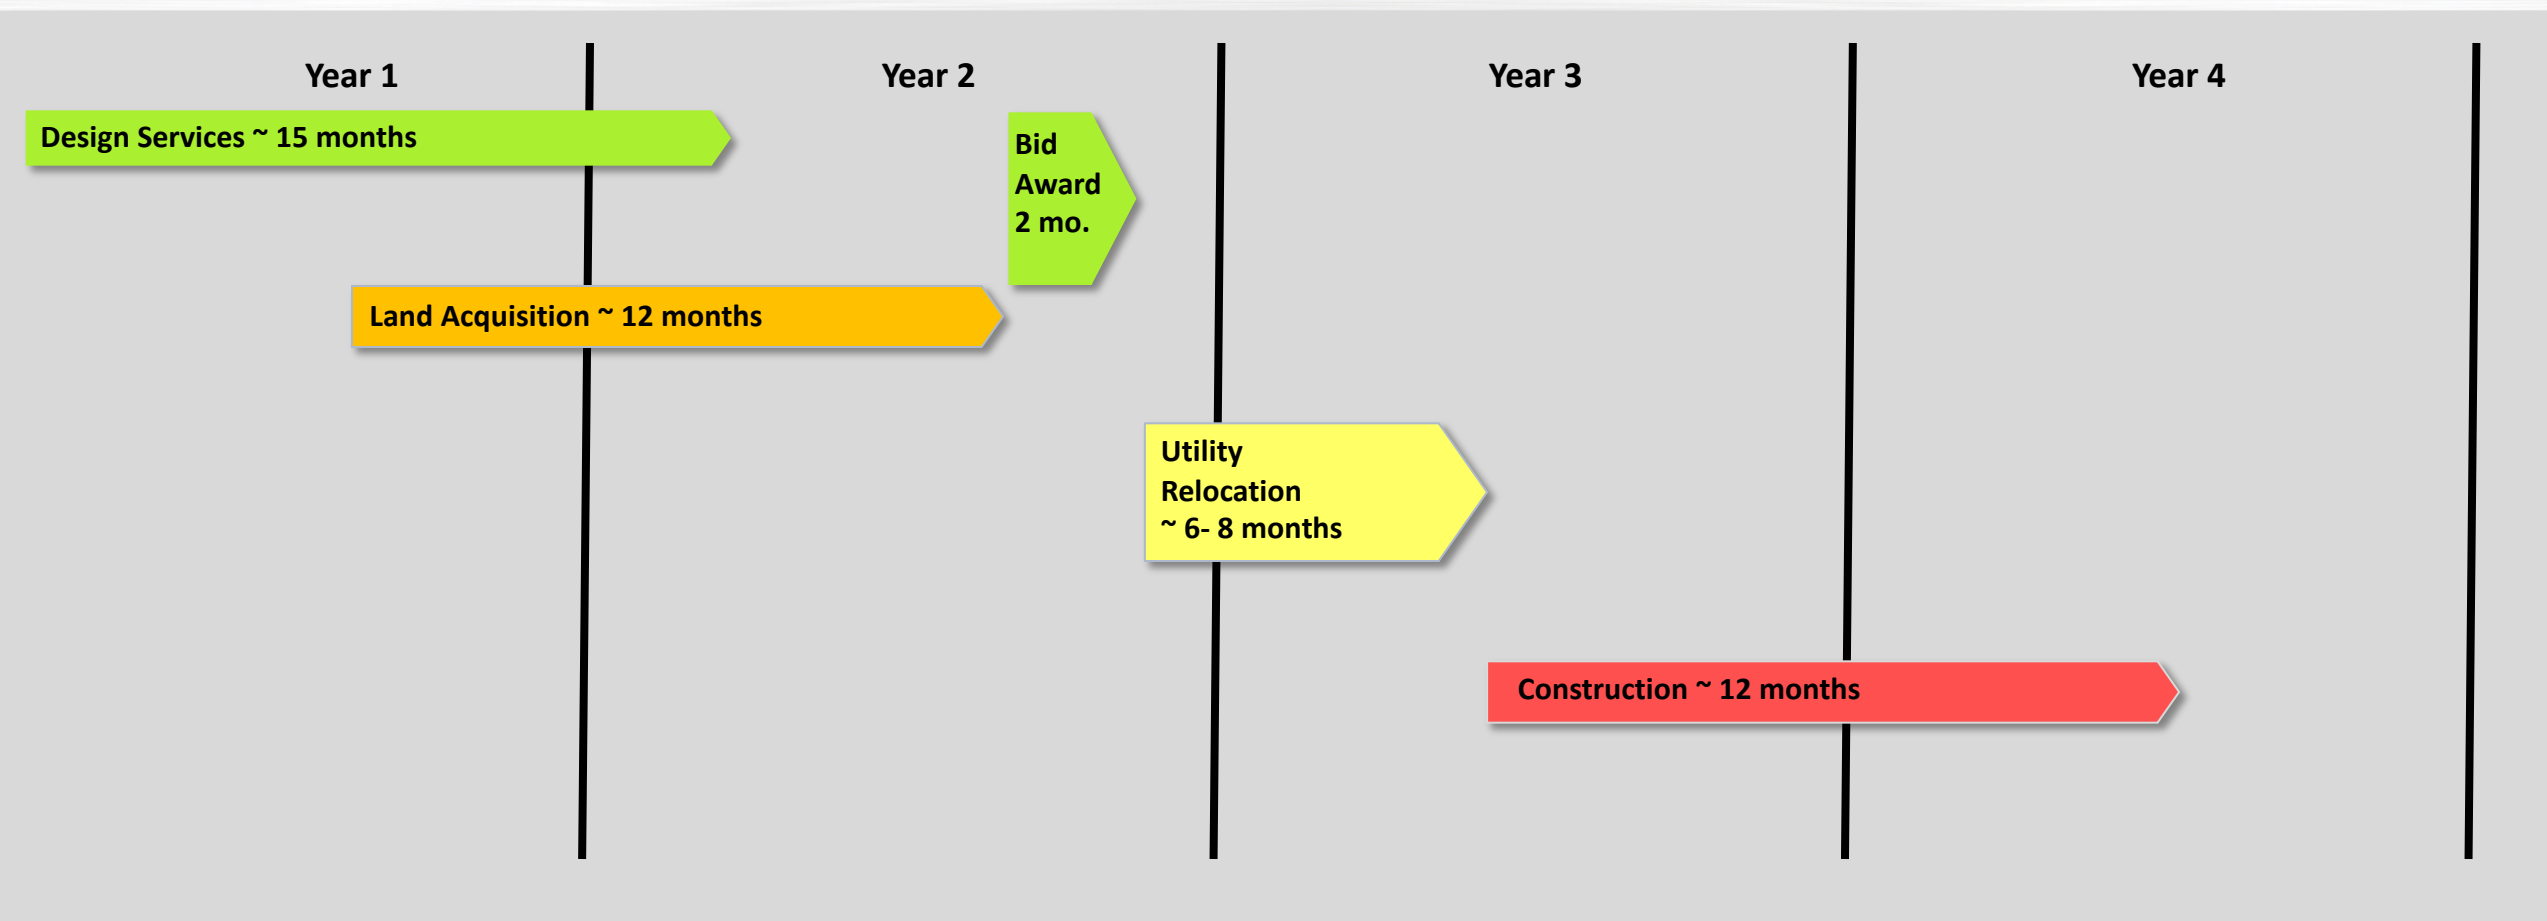 Year 1
Year 2
Year 3
Year 4
Design Services ~ 15 months
Bid
Award
2 mo.
Land Acquisition ~ 12 months
Utility
Relocation
~ 6- 8 months
Construction ~ 12 months